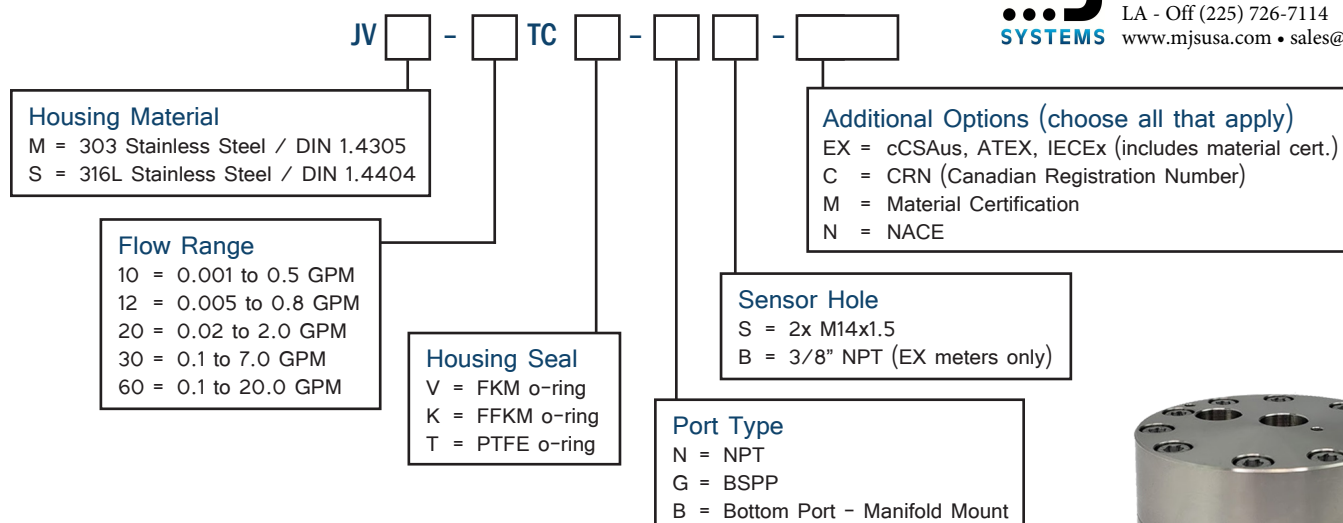 LA - Off (225) 726-7114
SYSTEMS www.mjsusa.com • sales@
JV - TC - -
Housing Material
M = 303 Stainless Steel / DIN 1.4305
S = 316L Stainless Steel / DIN 1.4404
Flow Range
10 = 0.001 to 0.5 GPM
12 = 0.005 to 0.8 GPM
20 = 0.02 to 2.0 GPM
30 = 0.1 to 7.0 GPM
60 = 0.1 to 20.0 GPM
Housing Seal
V = FKM o-ring
K = FFKM o-ring
T = PTFE o-ring
Port Type
N = NPT
G = BSPP
B = Bottom Port - Manifold Mount
Sensor Hole
S = 2x M14x1.5
B = 3/8" NPT (EX meters only)
Additional Options (choose all that apply)
EX = cCSAus, ATEX, IECEx (includes material cert.)
C = CRN (Canadian Registration Number)
M = Material Certification
N = NACE